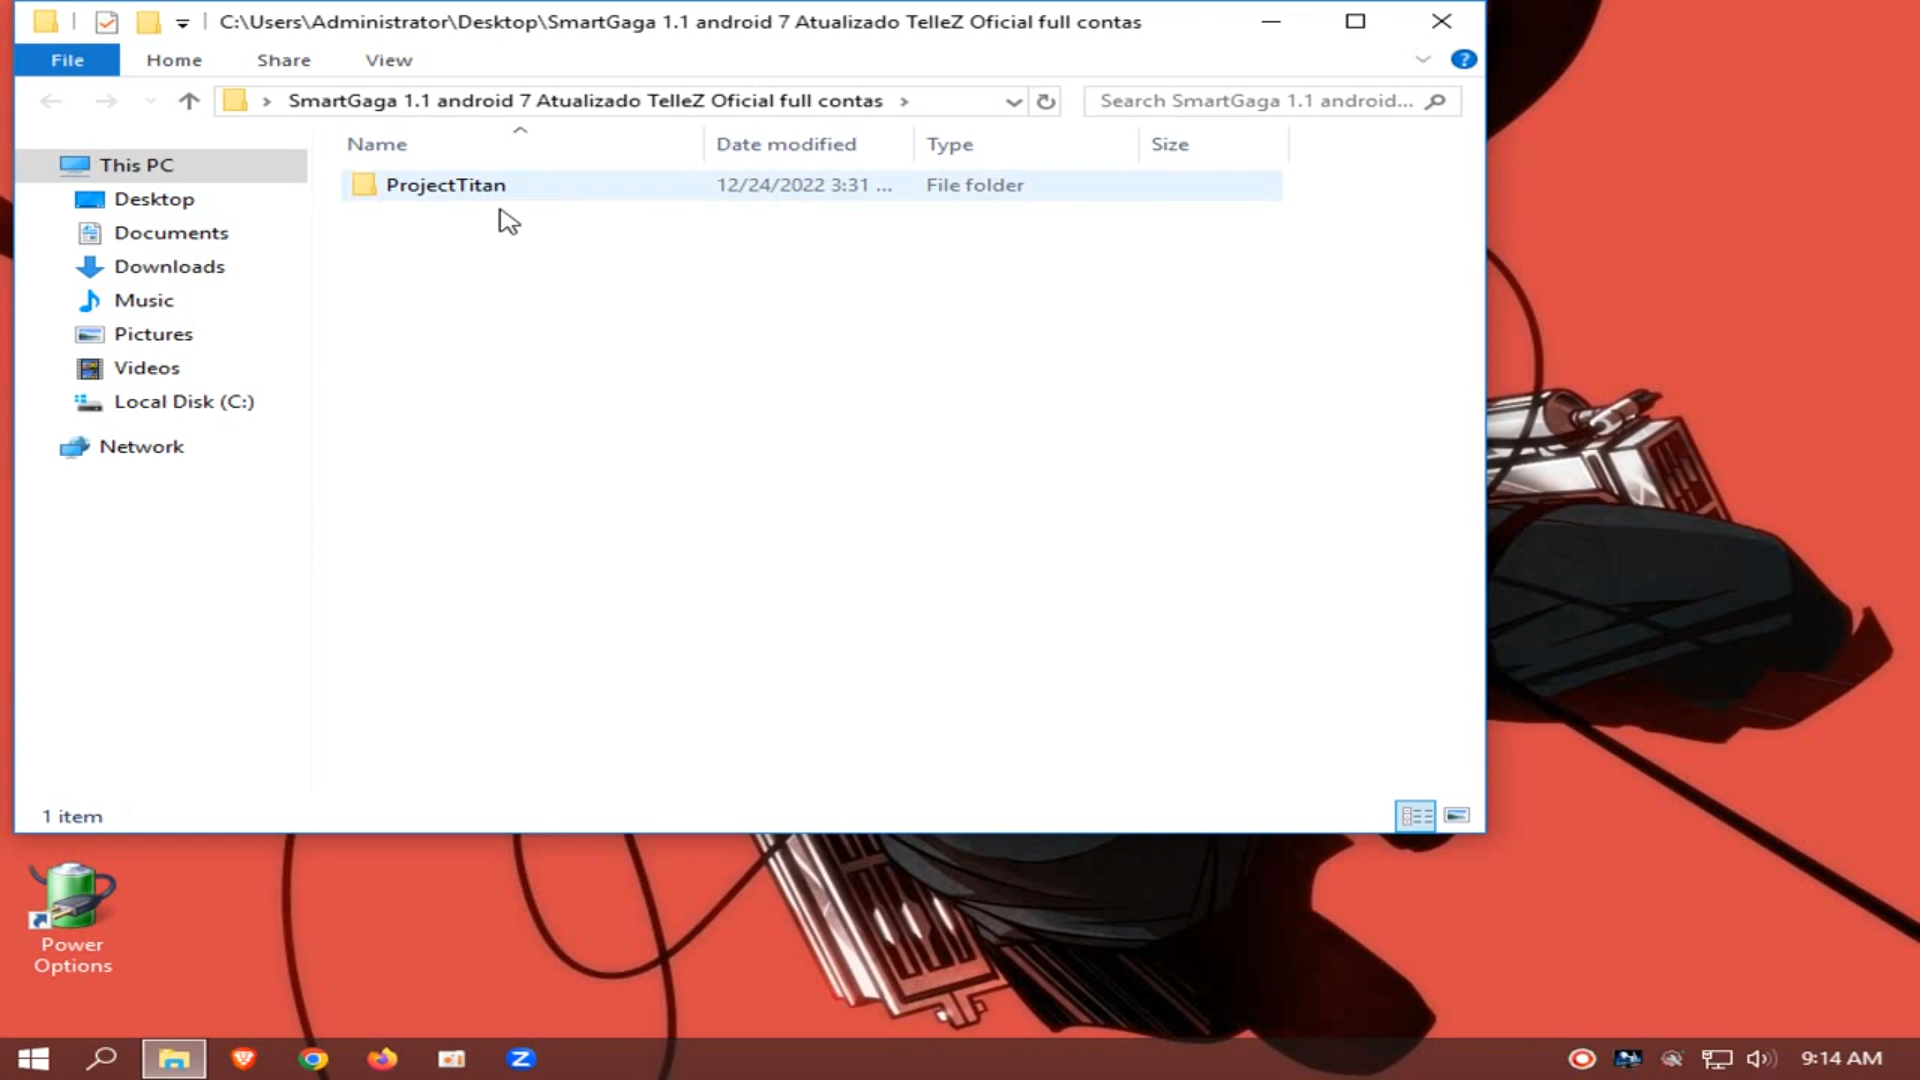 C:\Users\Administrator\Desktop\SmartGaga 1.1 android 7 Atualizado TelleZ Oficial full contas
File Home Share View
SmartGaga 1.1 android 7 Atualizado TelleZ Oficial full contas
Search SmartGaga 1.1 android...
Name Date modified Type Size
ProjectTitan 12/24/2022 3:31 ... File folder
This PC
Desktop
Documents
Downloads
Music
Pictures
Videos
Local Disk (C:)
Network
1 item
Power
Options
9:14 AM